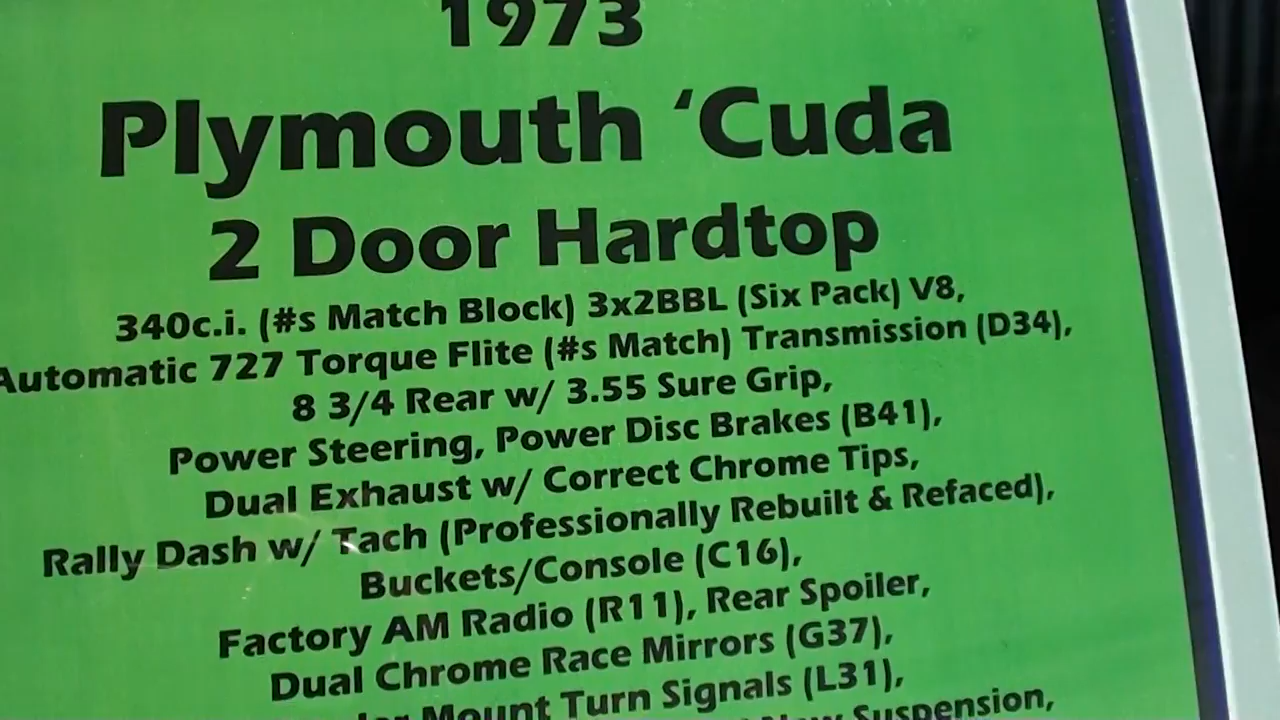 1973
Plymouth ‘Cuda
2 Door Hardtop
340c.i. (#s Match Block) 3x2BBL (Six Pack) V8,
Automatic 727 Torque Flite (#s Match) Transmission (D34),
8 3/4 Rear w/ 3.55 Sure Grip,
Power Steering, Power Disc Brakes (B41),
Dual Exhaust w/ Correct Chrome Tips,
Rally Dash w/ Tach (Professionally Rebuilt & Refaced),
Buckets/Console (C16),
Factory AM Radio (R11), Rear Spoiler,
Dual Chrome Race Mirrors (G37),
Mount Turn Signals (L31),
Suspension,